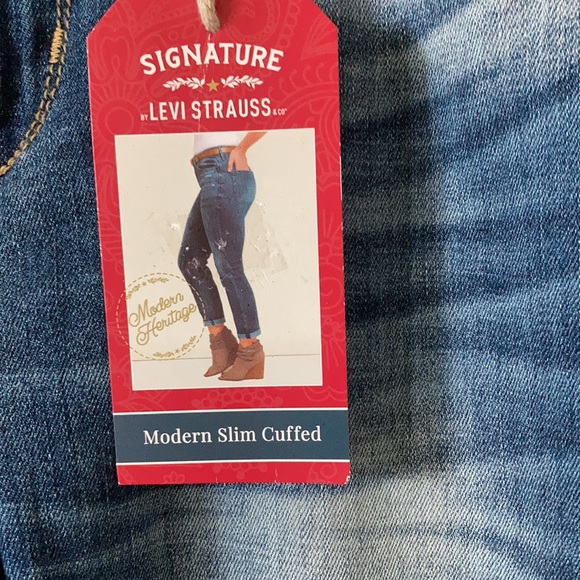 SIGNATURE
BY LEVI STRAUSS & CO®
Modern
Heritage
Modern Slim Cuffed